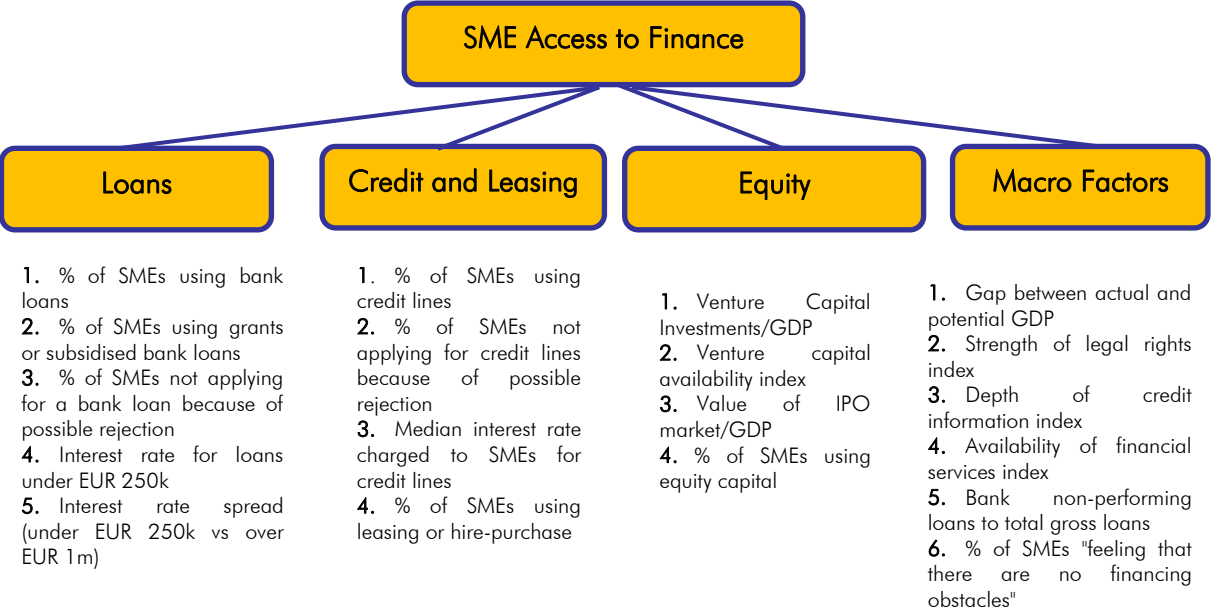 SME Access to Finance
Loans
Credit and Leasing
Equity
Macro Factors
1. % of SMEs using bank
loans
2. % of SMEs using grants
or subsidised bank loans
3. % of SMEs not applying
for a bank loan because of
possible rejection
4. Interest rate for loans
under EUR 250k
5. Interest rate spread
(under EUR 250k vs over
EUR 1m)
1. % of SMEs using
credit lines
2. % of SMEs not
applying for credit lines
because of possible
rejection
3. Median interest rate
charged to SMEs for
credit lines
4. % of SMEs using
leasing or hire-purchase
1. Venture Capital
Investments/GDP
2. Venture capital
availability index
3. Value of IPO
market/GDP
4. % of SMEs using
equity capital
1. Gap between actual and
potential GDP
2. Strength of legal rights
index
3. Depth of credit
information index
4. Availability of financial
services index
5. Bank non-performing
loans to total gross loans
6. % of SMEs "feeling that
there are no financing
obstacles"